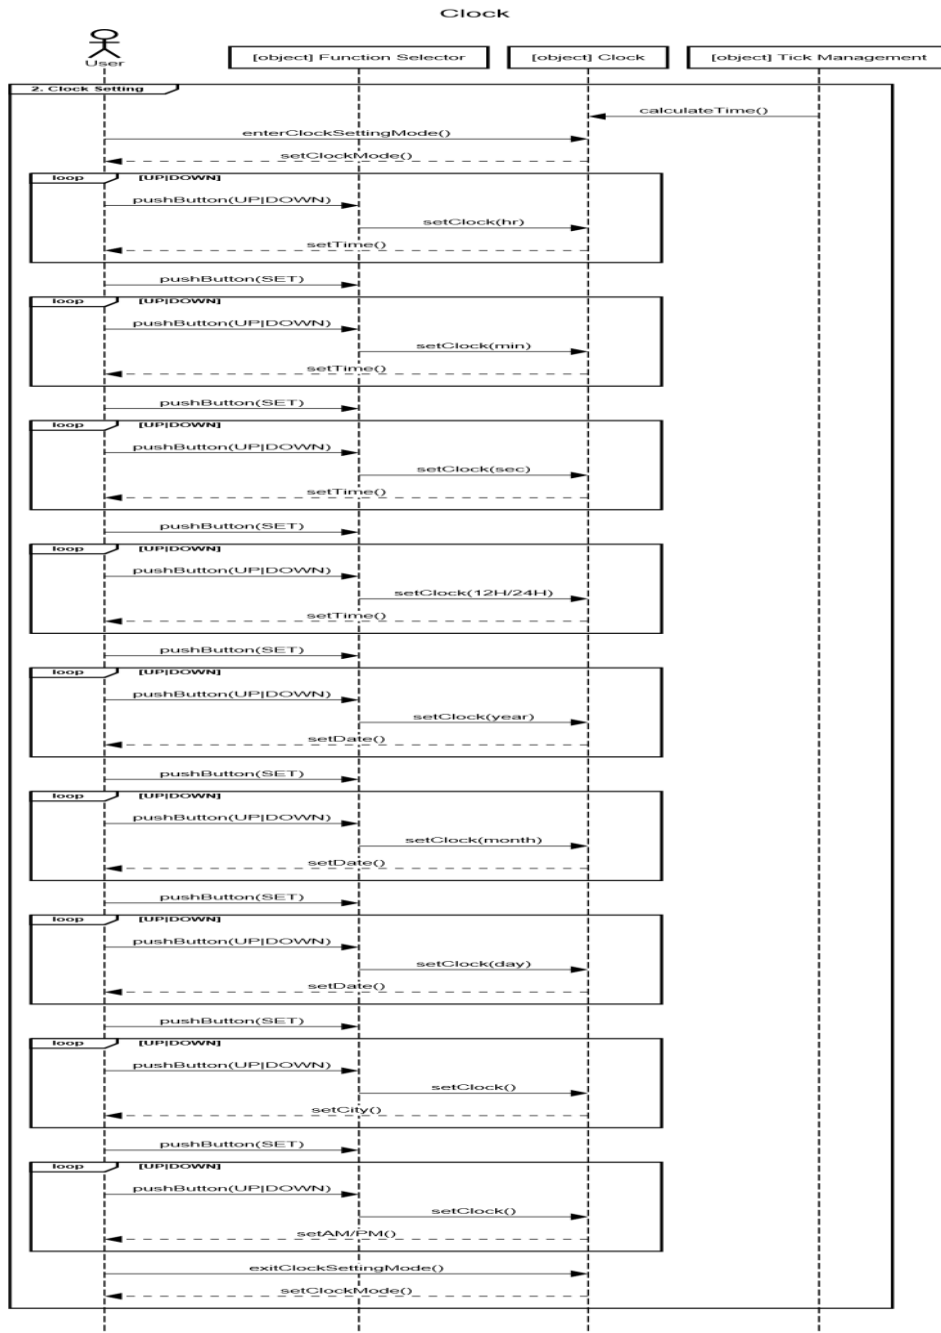 Clock
User
[object] Function Selector
[object] Clock
[object] Tick Management
2. Clock Setting
calculateTime()
enterClockSettingMode()
setClockMode()
loop
[UP|DOWN]
pushButton(UP|DOWN)
setClock(hr)
setTime()
pushButton(SET)
loop
[UP|DOWN]
pushButton(UP|DOWN)
setClock(min)
setTime()
pushButton(SET)
loop
[UP|DOWN]
pushButton(UP|DOWN)
setClock(sec)
setTime()
pushButton(SET)
loop
[UP|DOWN]
pushButton(UP|DOWN)
setClock(12H/24H)
setTime()
pushButton(SET)
loop
[UP|DOWN]
pushButton(UP|DOWN)
setClock(year)
setDate()
pushButton(SET)
loop
[UP|DOWN]
pushButton(UP|DOWN)
setClock(month)
setDate()
pushButton(SET)
loop
[UP|DOWN]
pushButton(UP|DOWN)
setClock(day)
setDate()
pushButton(SET)
loop
[UP|DOWN]
pushButton(UP|DOWN)
setClock()
setCity()
pushButton(SET)
loop
[UP|DOWN]
pushButton(UP|DOWN)
setClock()
setAM/PM()
exitClockSettingMode()
setClockMode()